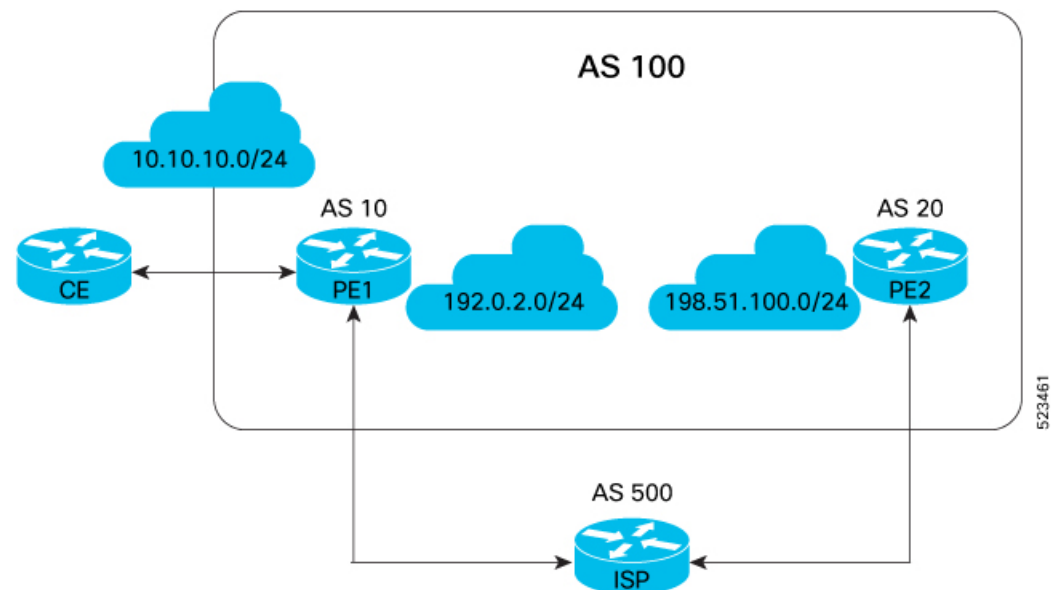 AS 100
10.10.10.0/24
AS 10
AS 20
CE
PE1
192.0.2.0/24
198.51.100.0/24
PE2
523461
AS 500
ISP